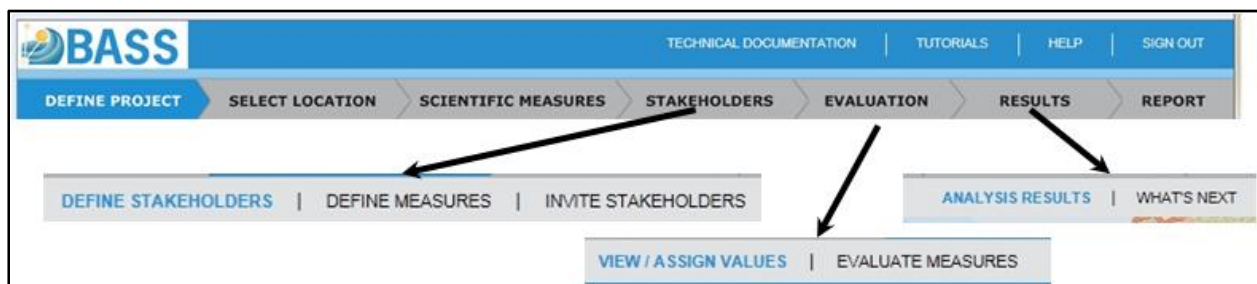 BASS
TECHNICAL DOCUMENTATION | TUTORIALS | HELP | SIGN OUT
DEFINE PROJECT SELECT LOCATION SCIENTIFIC MEASURES STAKEHOLDERS EVALUATION RESULTS REPORT
DEFINE STAKEHOLDERS | DEFINE MEASURES | INVITE STAKEHOLDERS
ANALYSIS RESULTS | WHAT'S NEXT
VIEW / ASSIGN VALUES | EVALUATE MEASURES